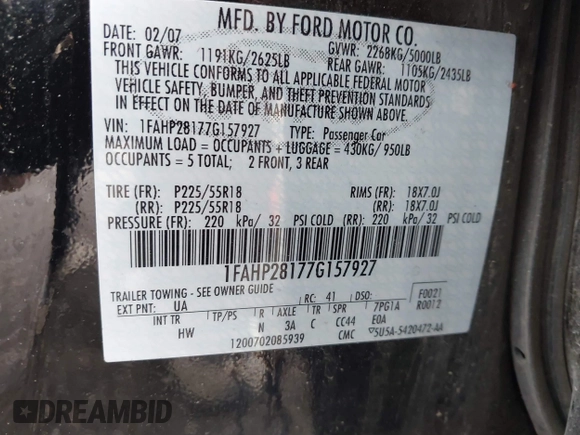 MFD. BY FORD MOTOR CO.
DATE: 02/07 GVWR: 2268KG/5000LB
FRONT GAWR: 1191KG/2625LB REAR GAWR: 1105KG/2435LB
THIS VEHICLE CONFORMS TO ALL APPLICABLE FEDERAL MOTOR
VEHICLE SAFETY, BUMPER, AND THEFT PREVENTION STANDARDS
IN EFFECT ON THE DATE OF MANUFACTURE SHOWN ABOVE.
VIN: 1FAHP28177G157927 TYPE: Passenger Car
MAXIMUM LOAD = OCCUPANTS + LUGGAGE = 430KG/ 950LB
OCCUPANTS = 5 TOTAL; 2 FRONT, 3 REAR
TIRE (FR): P225/55R18 RIMS (FR): 18X7.0J
(RR): P225/55R18 (RR): 18X7.0J
PRESSURE (FR): 220 kPa/ 32 PSI COLD (RR): 220 kPa/ 32 PSI COLD
1FAHP28177G157927
TRAILER TOWING - SEE OWNER GUIDE
EXT PNT: UA RC: 41 DSO: F0021
R0012
INT TR TP/PS R AXLE TR SPR 7PG1A
HW N 3A C CC44 E0A
1200702085939 CMC 5U5A-5420472-AA
DREAMBID